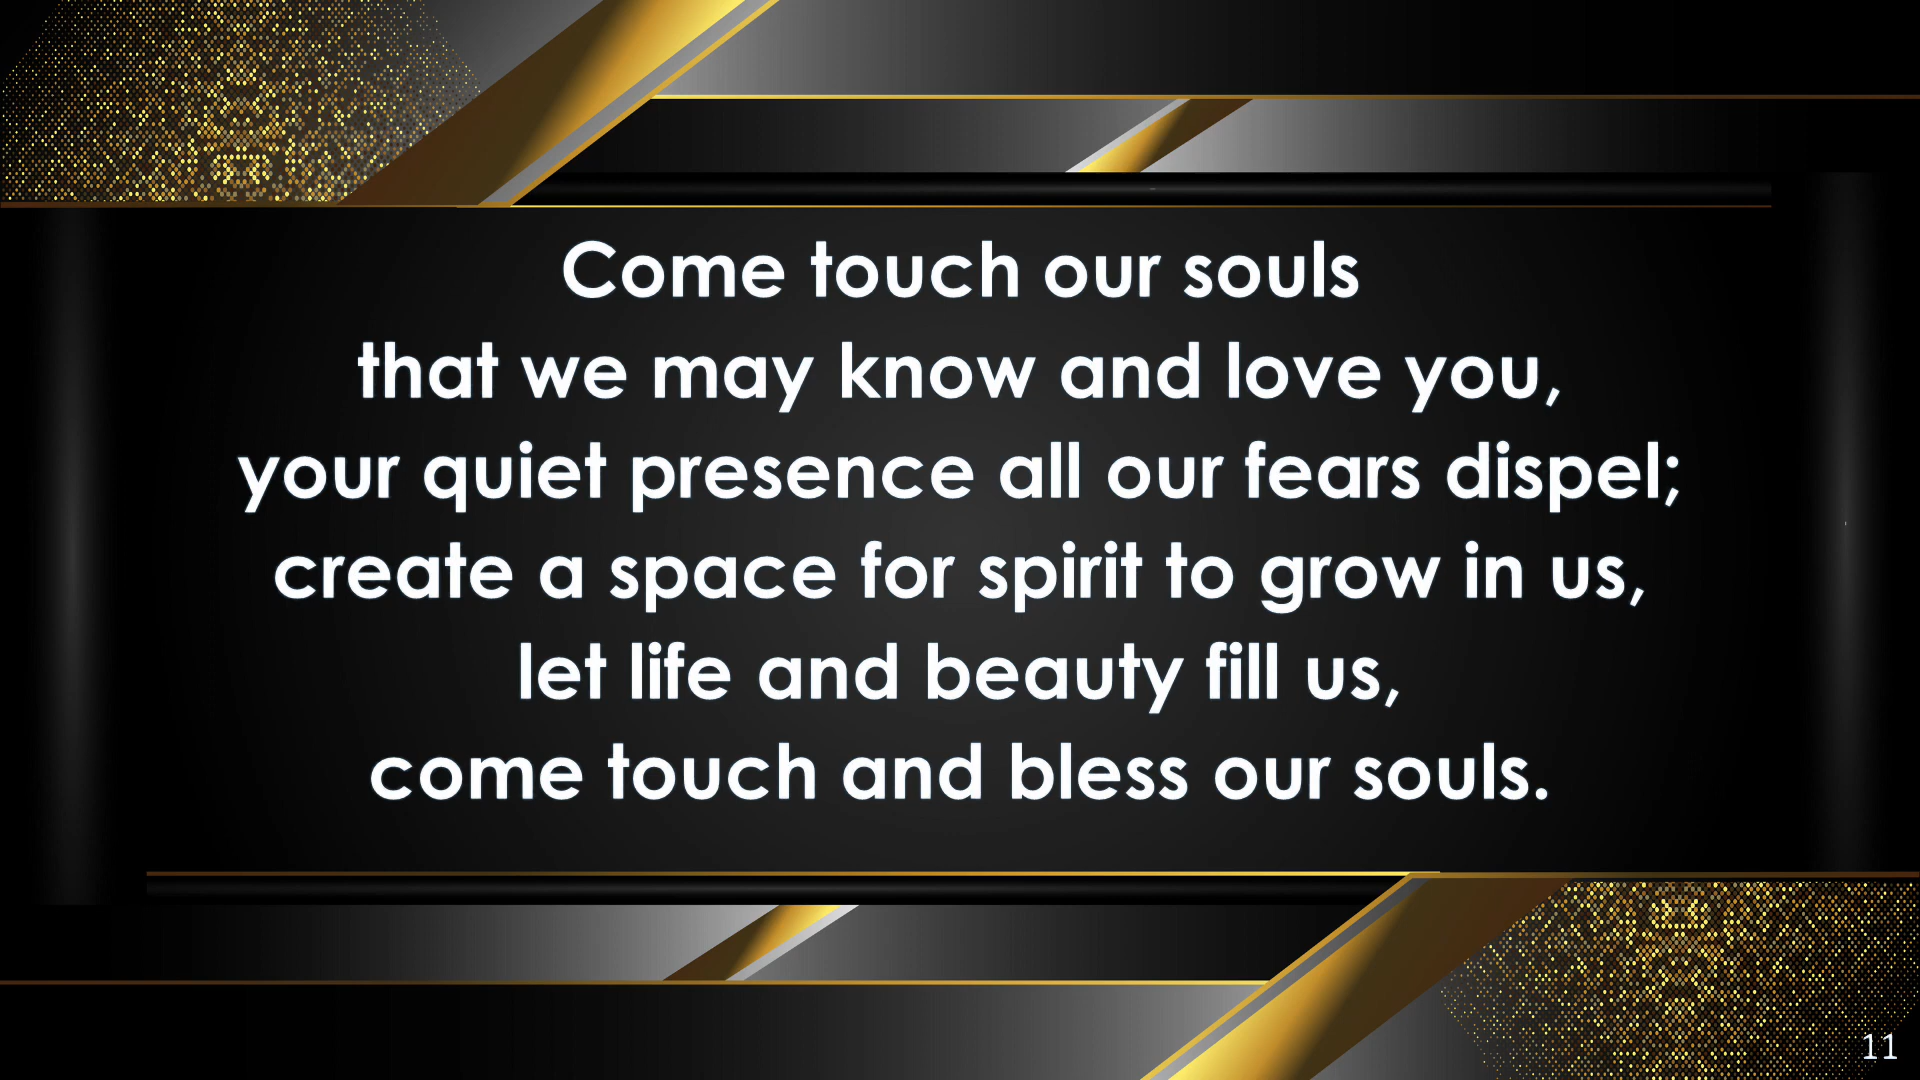 Come touch our souls
that we may know and love you,
your quiet presence all our fears dispel;
create a space for spirit to grow in us,
let life and beauty fill us,
come touch and bless our souls.
11